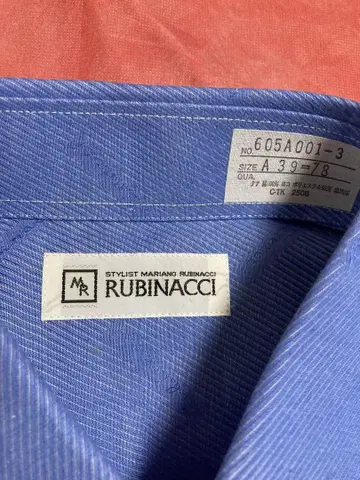 NO. 605A001-3
SIZE A 39-78
QUA.
STYLIST MARIANO RUBINACCI
MR RUBINACCI